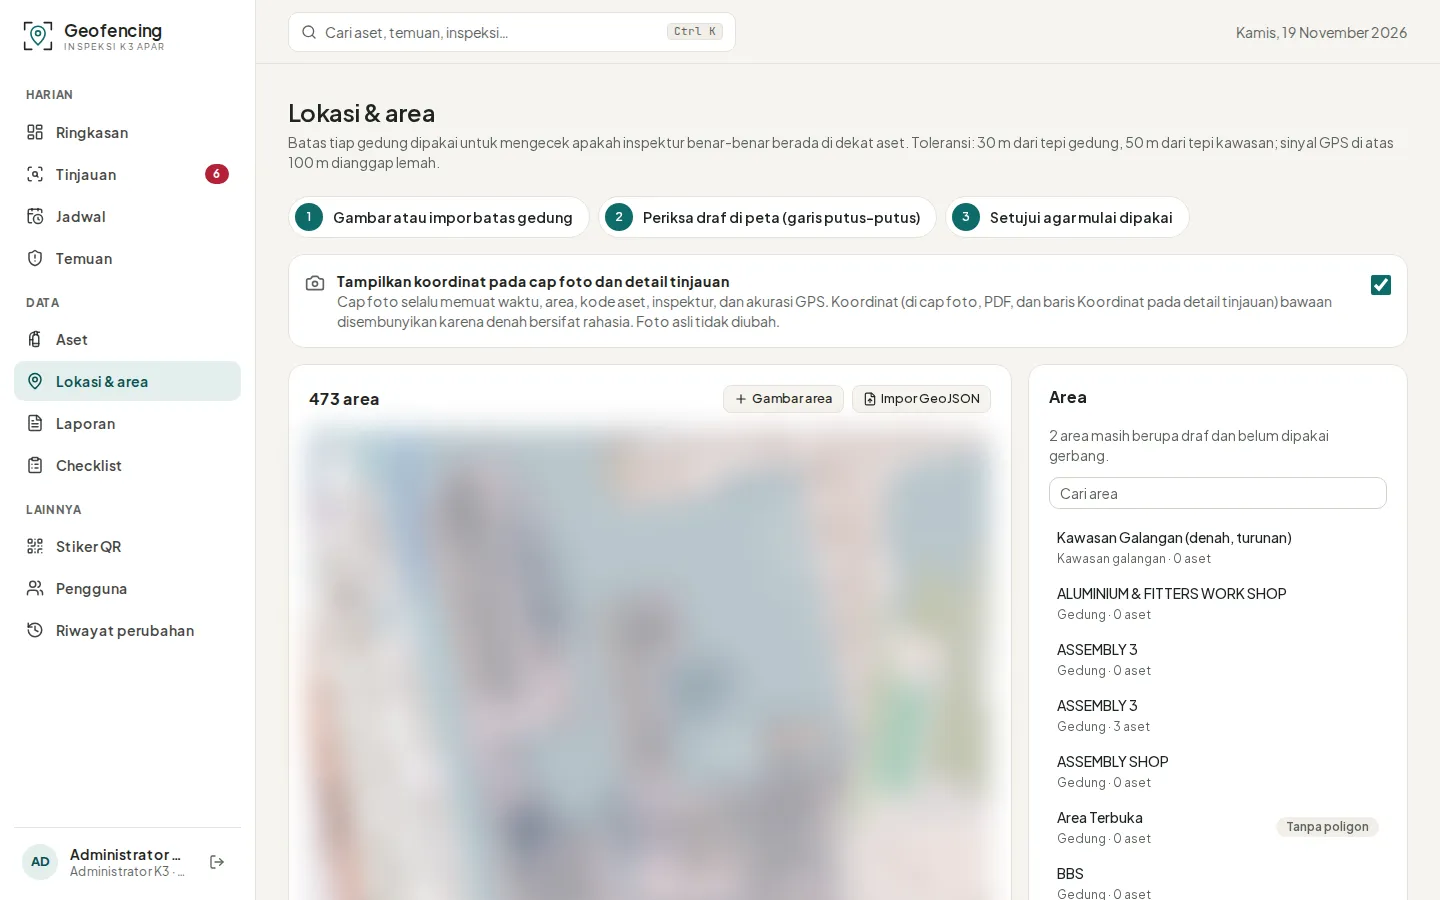 Geofencing
INSPEKSI K3 APAR
HARIAN
Ringkasan
Tinjauan
6
Jadwal
Temuan
DATA
Aset
Lokasi & area
Laporan
Checklist
LAINNYA
Stiker QR
Pengguna
Riwayat perubahan
AD
Administrator ...
Administrator K3 · ...
Cari aset, temuan, inspeksi...
Ctrl K
Kamis, 19 November 2026
Lokasi & area
Batas tiap gedung dipakai untuk mengecek apakah inspektur benar-benar berada di dekat aset. Toleransi: 30 m dari tepi gedung, 50 m dari tepi kawasan; sinyal GPS di atas
100 m dianggap lemah.
1 Gambar atau impor batas gedung
2 Periksa draf di peta (garis putus-putus)
3 Setujui agar mulai dipakai
Tampilkan koordinat pada cap foto dan detail tinjauan
Cap foto selalu memuat waktu, area, kode aset, inspektur, dan akurasi GPS. Koordinat (di cap foto, PDF, dan baris Koordinat pada detail tinjauan) bawaan
disembunyikan karena denah bersifat rahasia. Foto asli tidak diubah.
473 area
+ Gambar area
Impor GeoJSON
Area
2 area masih berupa draf dan belum dipakai
gerbang.
Cari area
Kawasan Galangan (denah, turunan)
Kawasan galangan · 0 aset
ALUMINIUM & FITTERS WORK SHOP
Gedung · 0 aset
ASSEMBLY 3
Gedung · 0 aset
ASSEMBLY 3
Gedung · 3 aset
ASSEMBLY SHOP
Gedung · 0 aset
Area Terbuka
Gedung · 0 aset
Tanpa poligon
BBS
Gedung · 0 aset